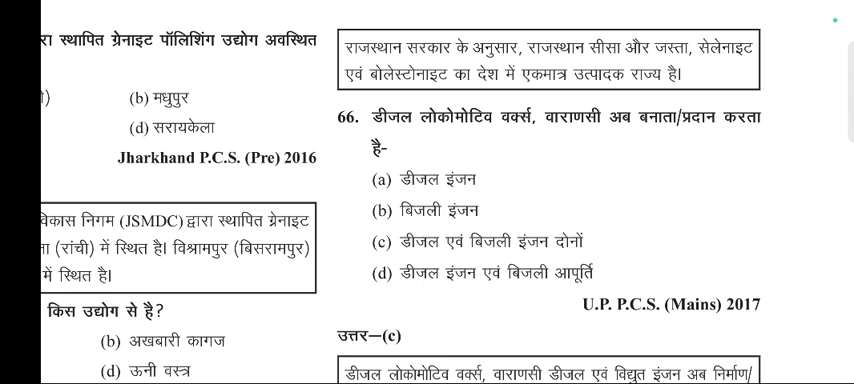 रा स्थापित ग्रेनाइट पॉलिशिंग उद्योग अवस्थित
(b) मधुपुर
(d) सरायकेला
Jharkhand P.C.S. (Pre) 2016
विकास निगम (JSMDC) द्वारा स्थापित ग्रेनाइट
(रांची) में स्थित है। विश्रामपुर (बिसरामपुर)
में स्थित है।
किस उद्योग से है?
(b) अखबारी कागज
(d) ऊनी वस्त्र
राजस्थान सरकार के अनुसार, राजस्थान सीसा और जस्ता, सेलेनाइट
एवं बोलेस्टोनाइट का देश में एकमात्र उत्पादक राज्य है।
66. डीजल लोकोमोटिव वर्क्स, वाराणसी अब बनाता/प्रदान करता
है-
(a) डीजल इंजन
(b) बिजली इंजन
(c) डीजल एवं बिजली इंजन दोनों
(d) डीजल इंजन एवं बिजली आपूर्ति
U.P. P.C.S. (Mains) 2017
उत्तर—(c)
डीजल लोकोमोटिव वर्क्स, वाराणसी डीजल एवं विद्युत इंजन अब निर्माण/